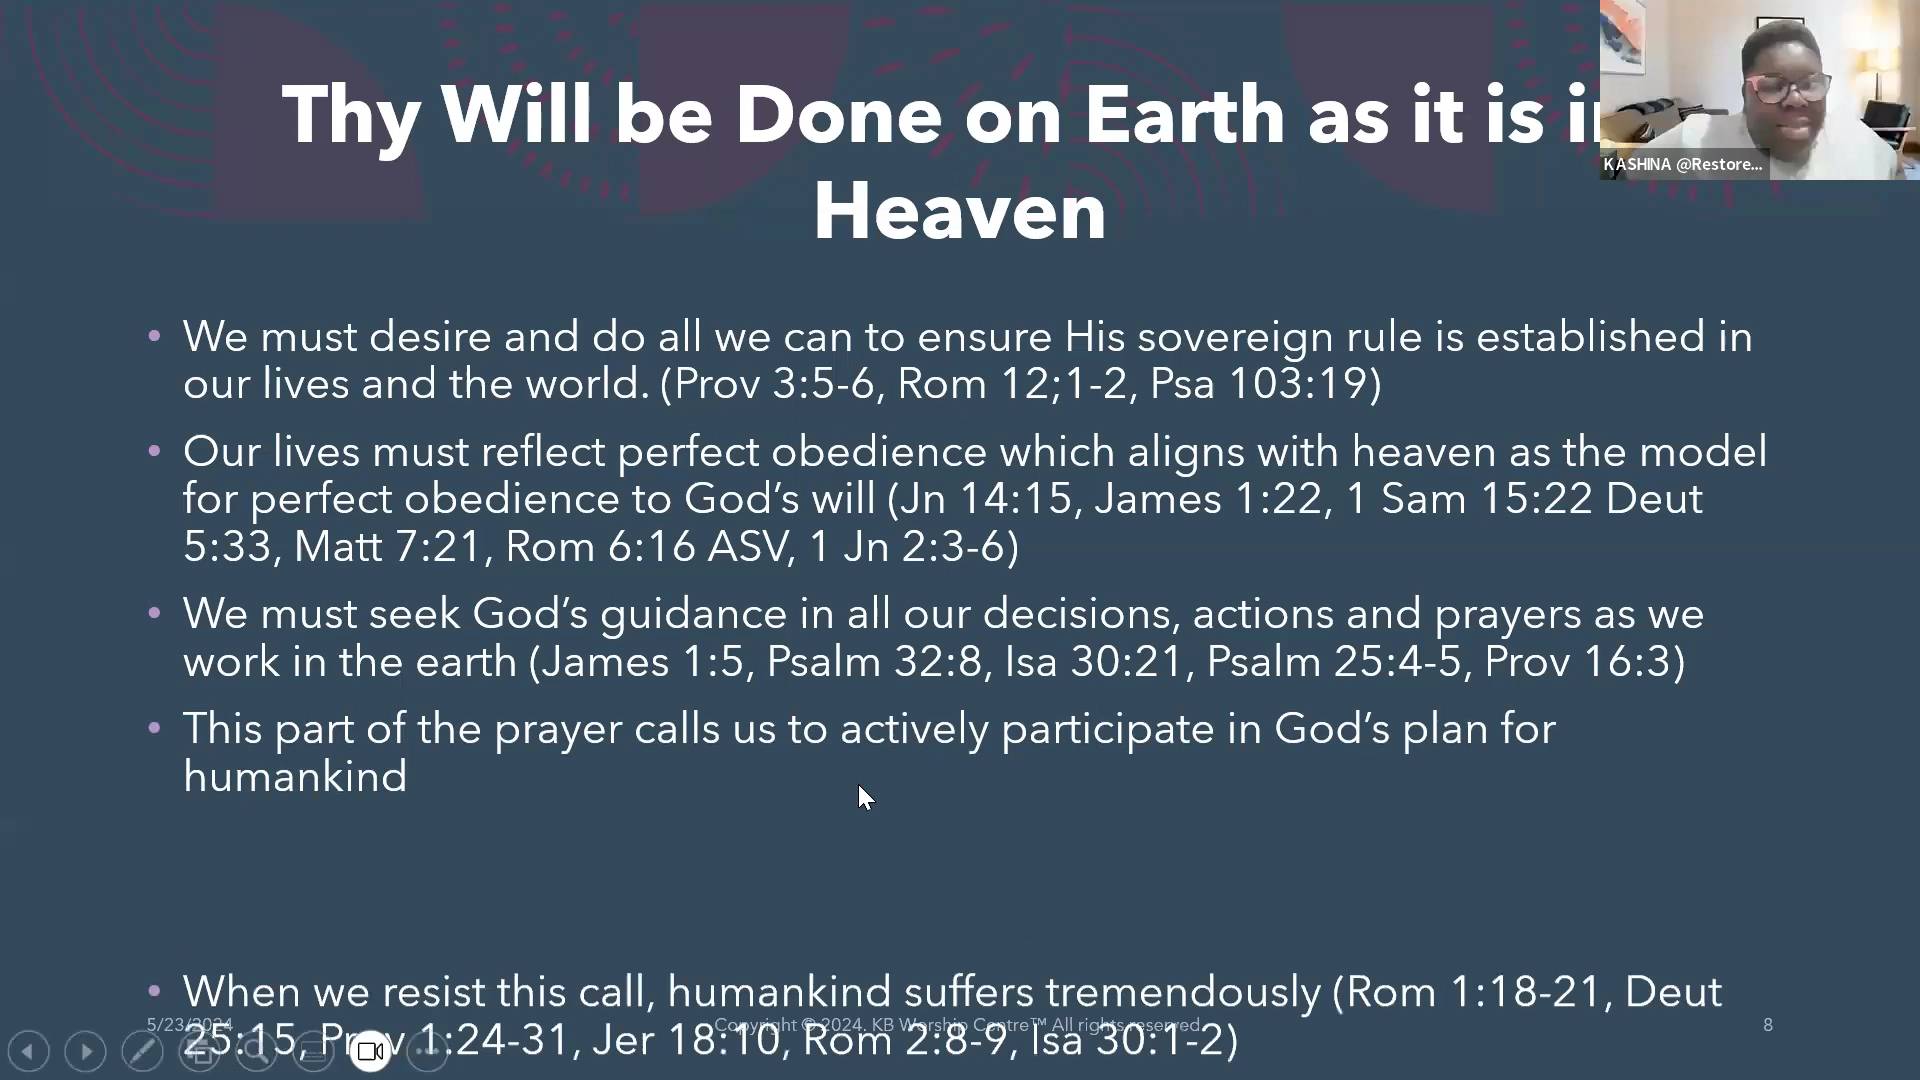 Thy Will be Done on Earth as it is in
Heaven
KASHINA @Restore...
• We must desire and do all we can to ensure His sovereign rule is established in
our lives and the world. (Prov 3:5-6, Rom 12;1-2, Psa 103:19)
• Our lives must reflect perfect obedience which aligns with heaven as the model
for perfect obedience to God’s will (Jn 14:15, James 1:22, 1 Sam 15:22 Deut
5:33, Matt 7:21, Rom 6:16 ASV, 1 Jn 2:3-6)
• We must seek God’s guidance in all our decisions, actions and prayers as we
work in the earth (James 1:5, Psalm 32:8, Isa 30:21, Psalm 25:4-5, Prov 16:3)
• This part of the prayer calls us to actively participate in God’s plan for
humankind
• When we resist this call, humankind suffers tremendously (Rom 1:18-21, Deut
25:15, Prov 1:24-31, Jer 18:10, Rom 2:8-9, Isa 30:1-2)
5/23/2024
Copyright © 2024. KB Worship Centre™ All rights reserved.
8